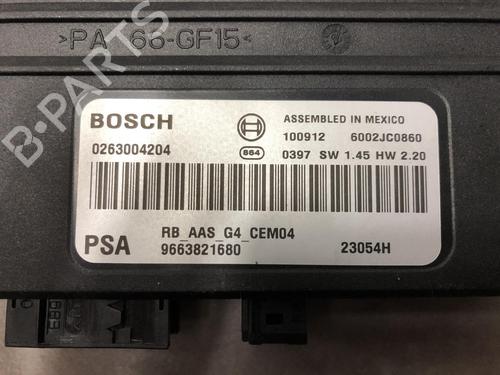 >PA 66-GF15<
BOSCH
ASSEMBLED IN MEXICO
100912 6002JC0860
0263004204
864 0397 SW 1.45 HW 2.20
PSA
RB_AAS_G4_CEM04
9663821680
23054H
B-PARTS